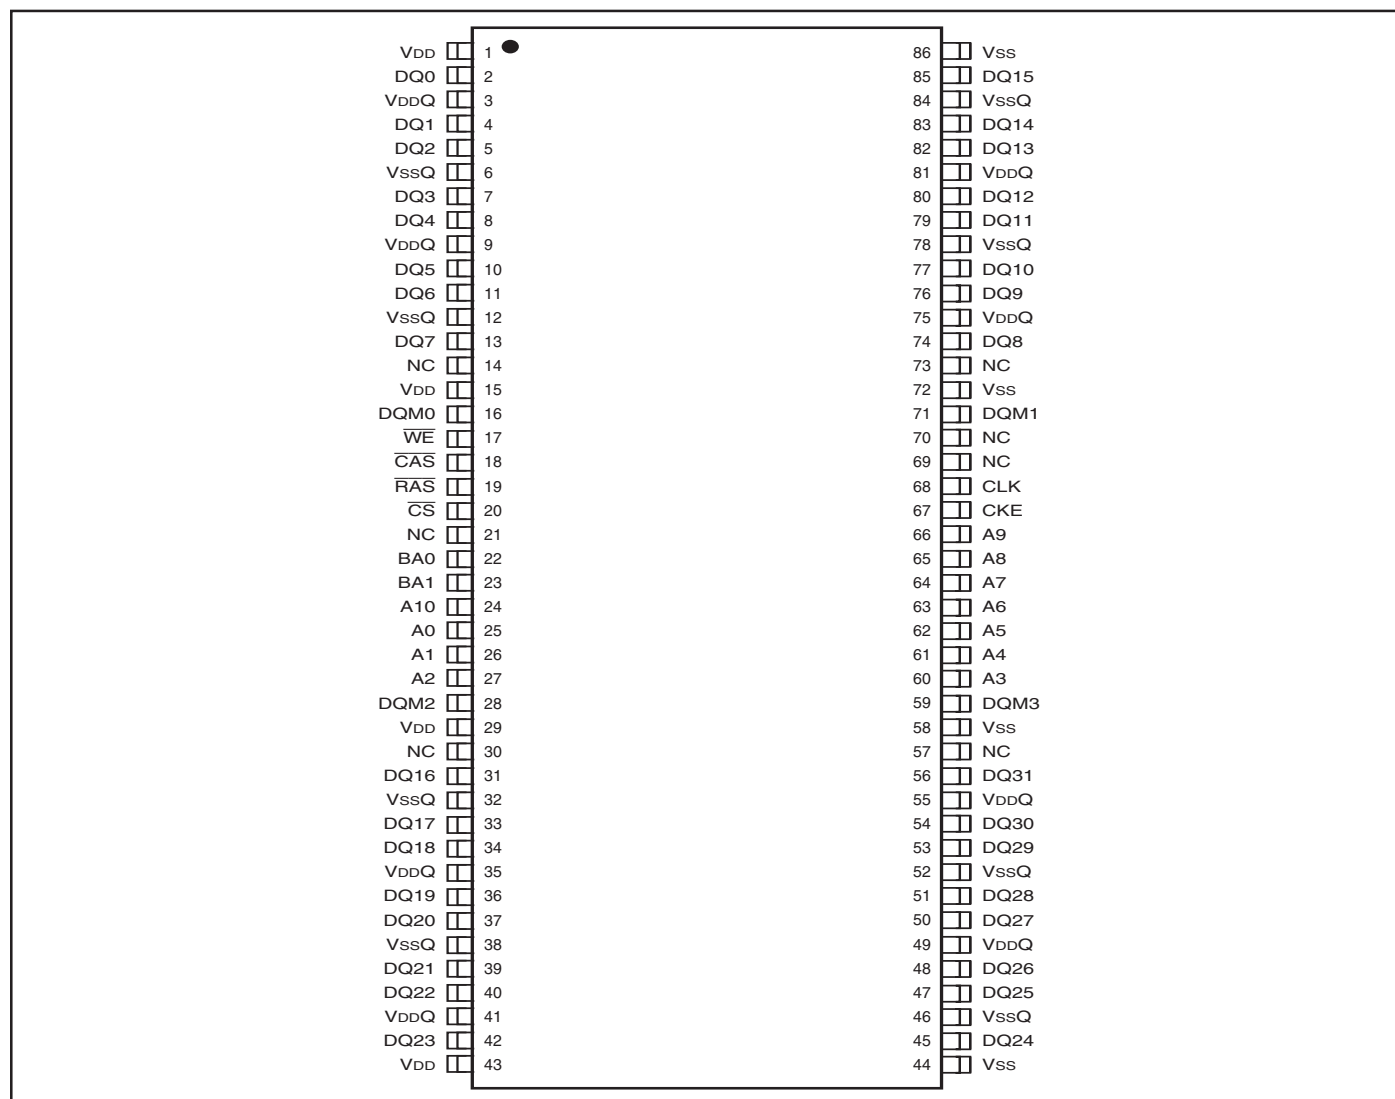 VDD 1 86 VSS
DQ0 2 85 DQ15
VDDQ 3 84 VSSQ
DQ1 4 83 DQ14
DQ2 5 82 DQ13
VSSQ 6 81 VDDQ
DQ3 7 80 DQ12
DQ4 8 79 DQ11
VDDQ 9 78 VSSQ
DQ5 10 77 DQ10
DQ6 11 76 DQ9
VSSQ 12 75 VDDQ
DQ7 13 74 DQ8
NC 14 73 NC
VDD 15 72 VSS
DQM0 16 71 DQM1
W̅E̅ 17 70 NC
C̅A̅S̅ 18 69 NC
R̅A̅S̅ 19 68 CLK
C̅S̅ 20 67 CKE
NC 21 66 A9
BA0 22 65 A8
BA1 23 64 A7
A10 24 63 A6
A0 25 62 A5
A1 26 61 A4
A2 27 60 A3
DQM2 28 59 DQM3
VDD 29 58 VSS
NC 30 57 NC
DQ16 31 56 DQ31
VSSQ 32 55 VDDQ
DQ17 33 54 DQ30
DQ18 34 53 DQ29
VDDQ 35 52 VSSQ
DQ19 36 51 DQ28
DQ20 37 50 DQ27
VSSQ 38 49 VDDQ
DQ21 39 48 DQ26
DQ22 40 47 DQ25
VDDQ 41 46 VSSQ
DQ23 42 45 DQ24
VDD 43 44 VSS